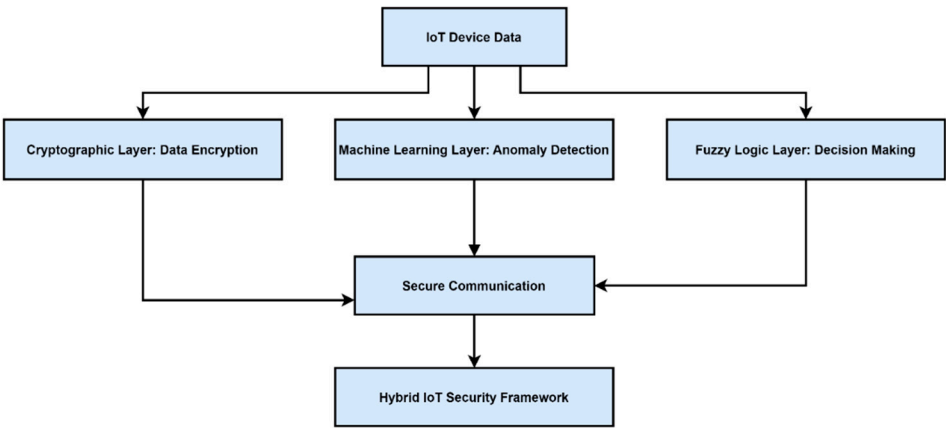 IoT Device Data
Cryptographic Layer: Data Encryption
Machine Learning Layer: Anomaly Detection
Fuzzy Logic Layer: Decision Making
Secure Communication
Hybrid IoT Security Framework